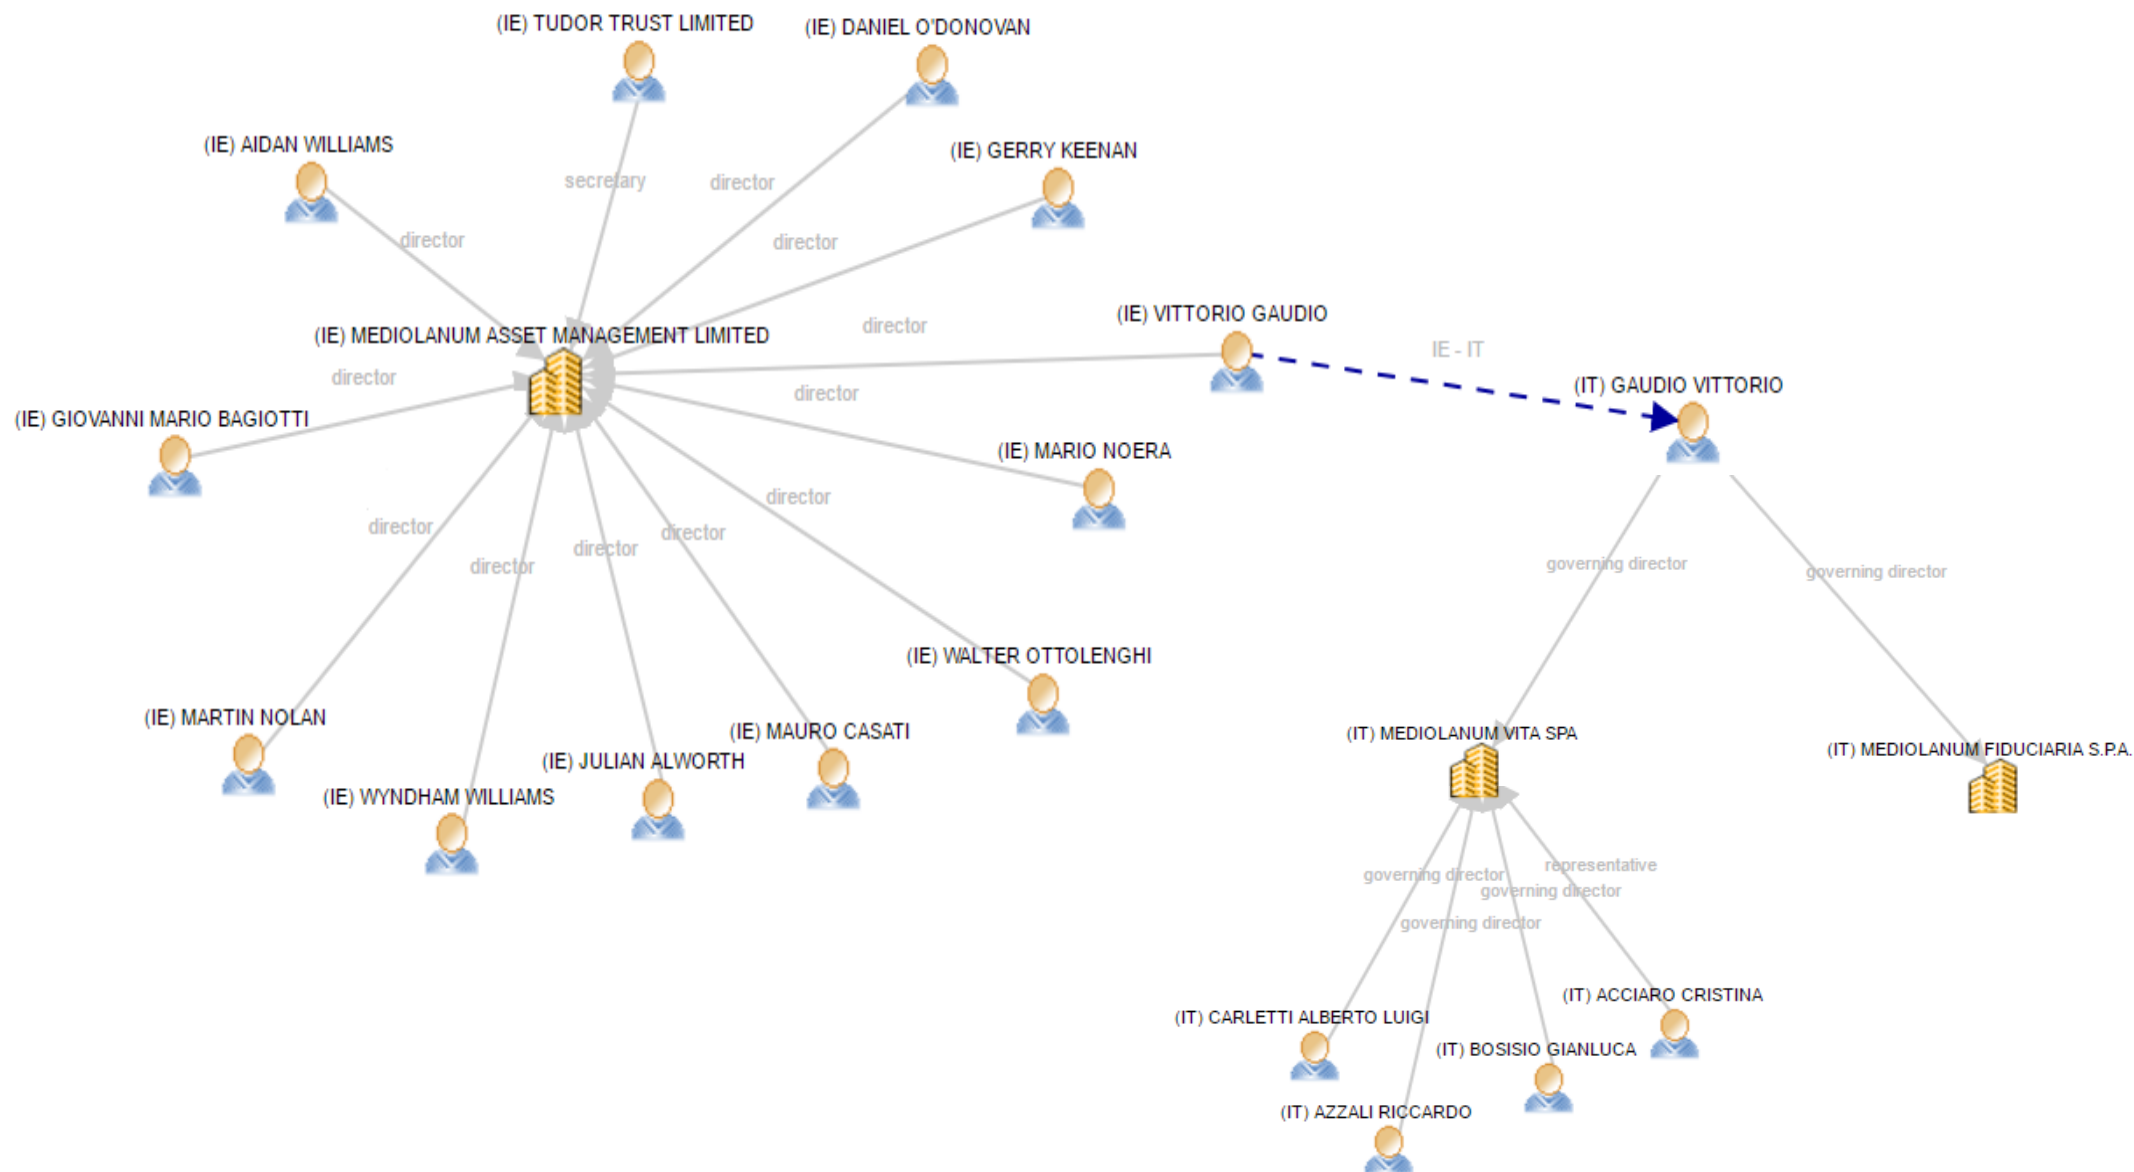 (IE) TUDOR TRUST LIMITED
(IE) DANIEL O'DONOVAN
(IE) AIDAN WILLIAMS
(IE) GERRY KEENAN
secretary
director
director
director
(IE) VITTORIO GAUDIO
director
(IE) MEDIOLANUM ASSET MANAGEMENT LIMITED
IE - IT
director
(IT) GAUDIO VITTORIO
director
(IE) GIOVANNI MARIO BAGIOTTI
(IE) MARIO NOERA
director
director
director
director
director
governing director
governing director
(IE) WALTER OTTOLENGHI
(IE) MARTIN NOLAN
(IE) MAURO CASATI
(IT) MEDIOLANUM VITA SPA
(IT) MEDIOLANUM FIDUCIARIA S.P.A.
(IE) JULIAN ALWORTH
(IE) WYNDHAM WILLIAMS
representative
governing director
governing director
governing director
(IT) ACCIARO CRISTINA
(IT) CARLETTI ALBERTO LUIGI
(IT) BOSISIO GIANLUCA
(IT) AZZALI RICCARDO